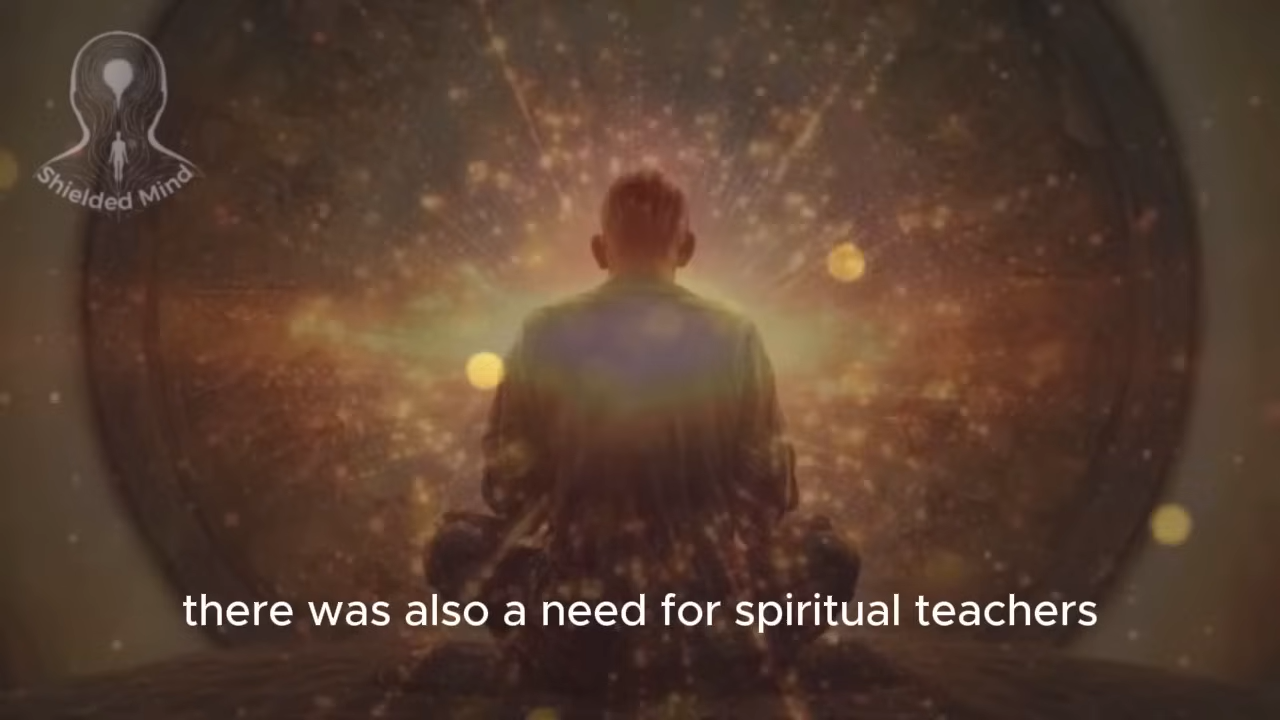 Shielded Mind
there was also a need for spiritual teachers